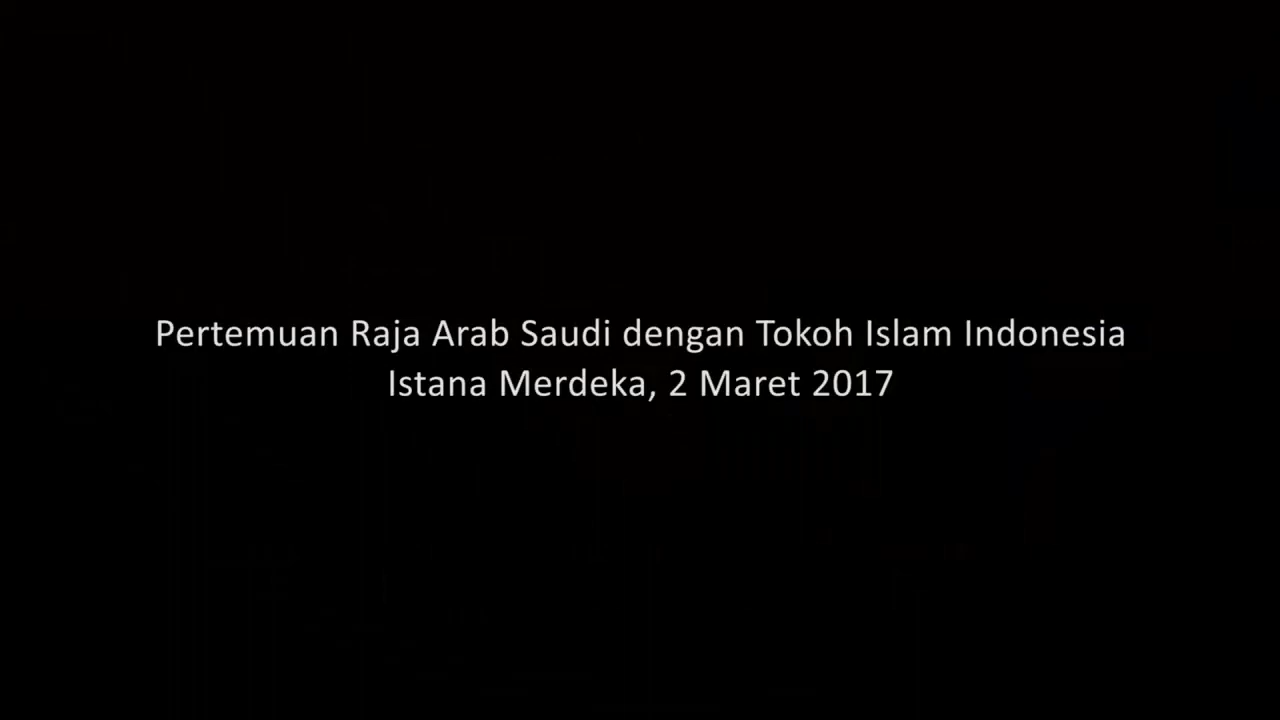 Pertemuan Raja Arab Saudi dengan Tokoh Islam Indonesia
Istana Merdeka, 2 Maret 2017